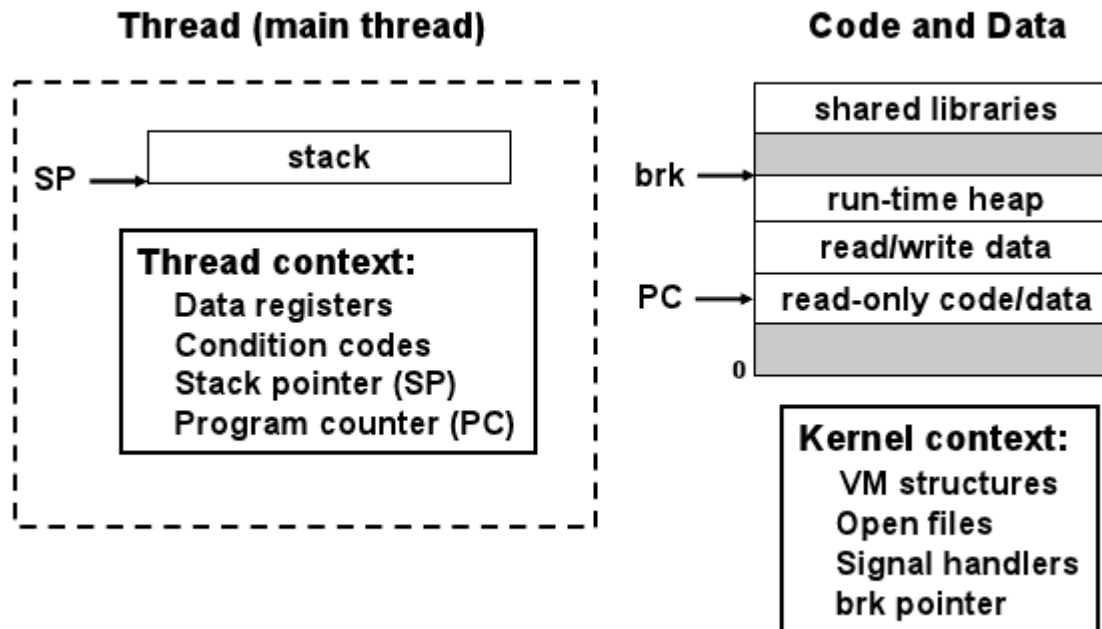 Thread (main thread)
stack
SP
Thread context:
Data registers
Condition codes
Stack pointer (SP)
Program counter (PC)
Code and Data
shared libraries
brk
run-time heap
read/write data
PC
read-only code/data
0
Kernel context:
VM structures
Open files
Signal handlers
brk pointer